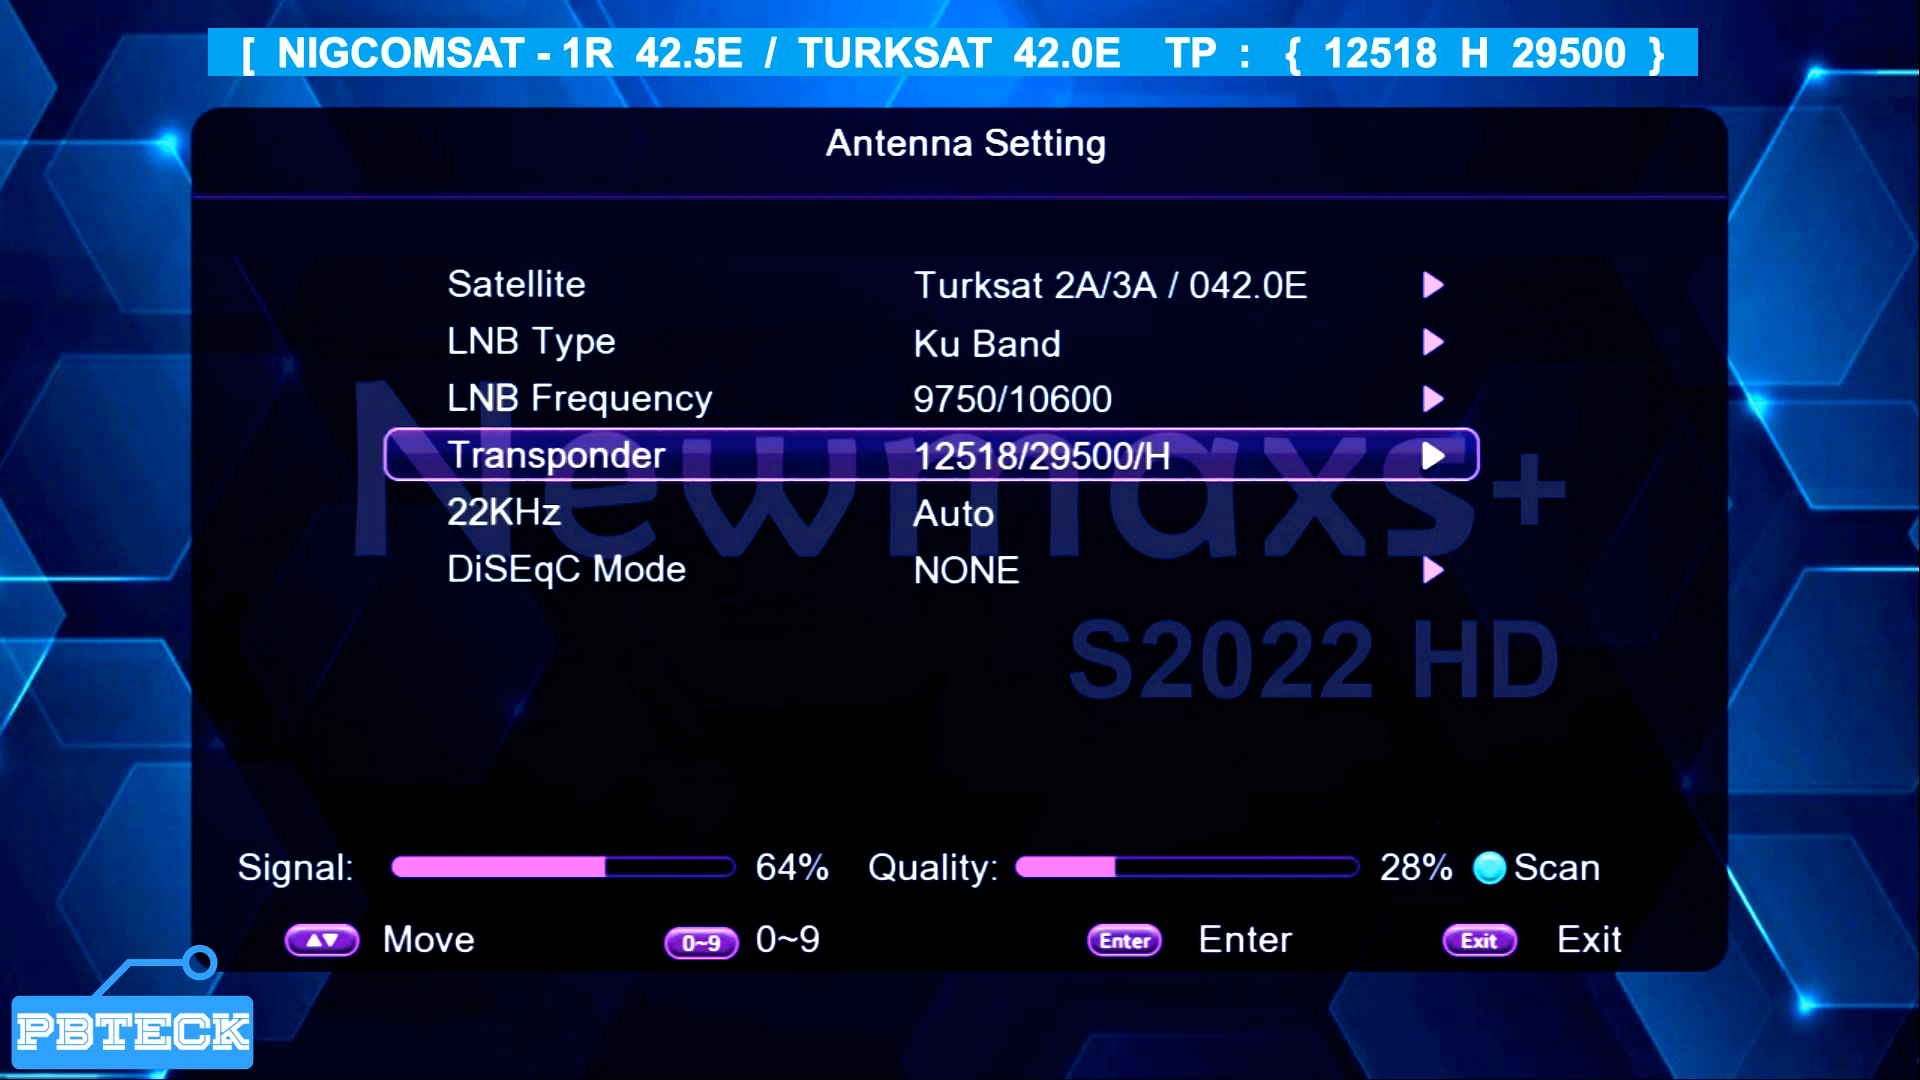 [ NIGCOMSAT - 1R 42.5E / TURKSAT 42.0E TP : { 12518 H 29500 }
Antenna Setting
Satellite Turksat 2A/3A / 042.0E
LNB Type Ku Band
LNB Frequency 9750/10600
Transponder 12518/29500/H
22KHz Auto
DiSEqC Mode NONE
Newmaxs+
S2022 HD
Signal: 64% Quality: 28% Scan
Move 0~9 0~9 Enter Enter Exit Exit
PBTECK